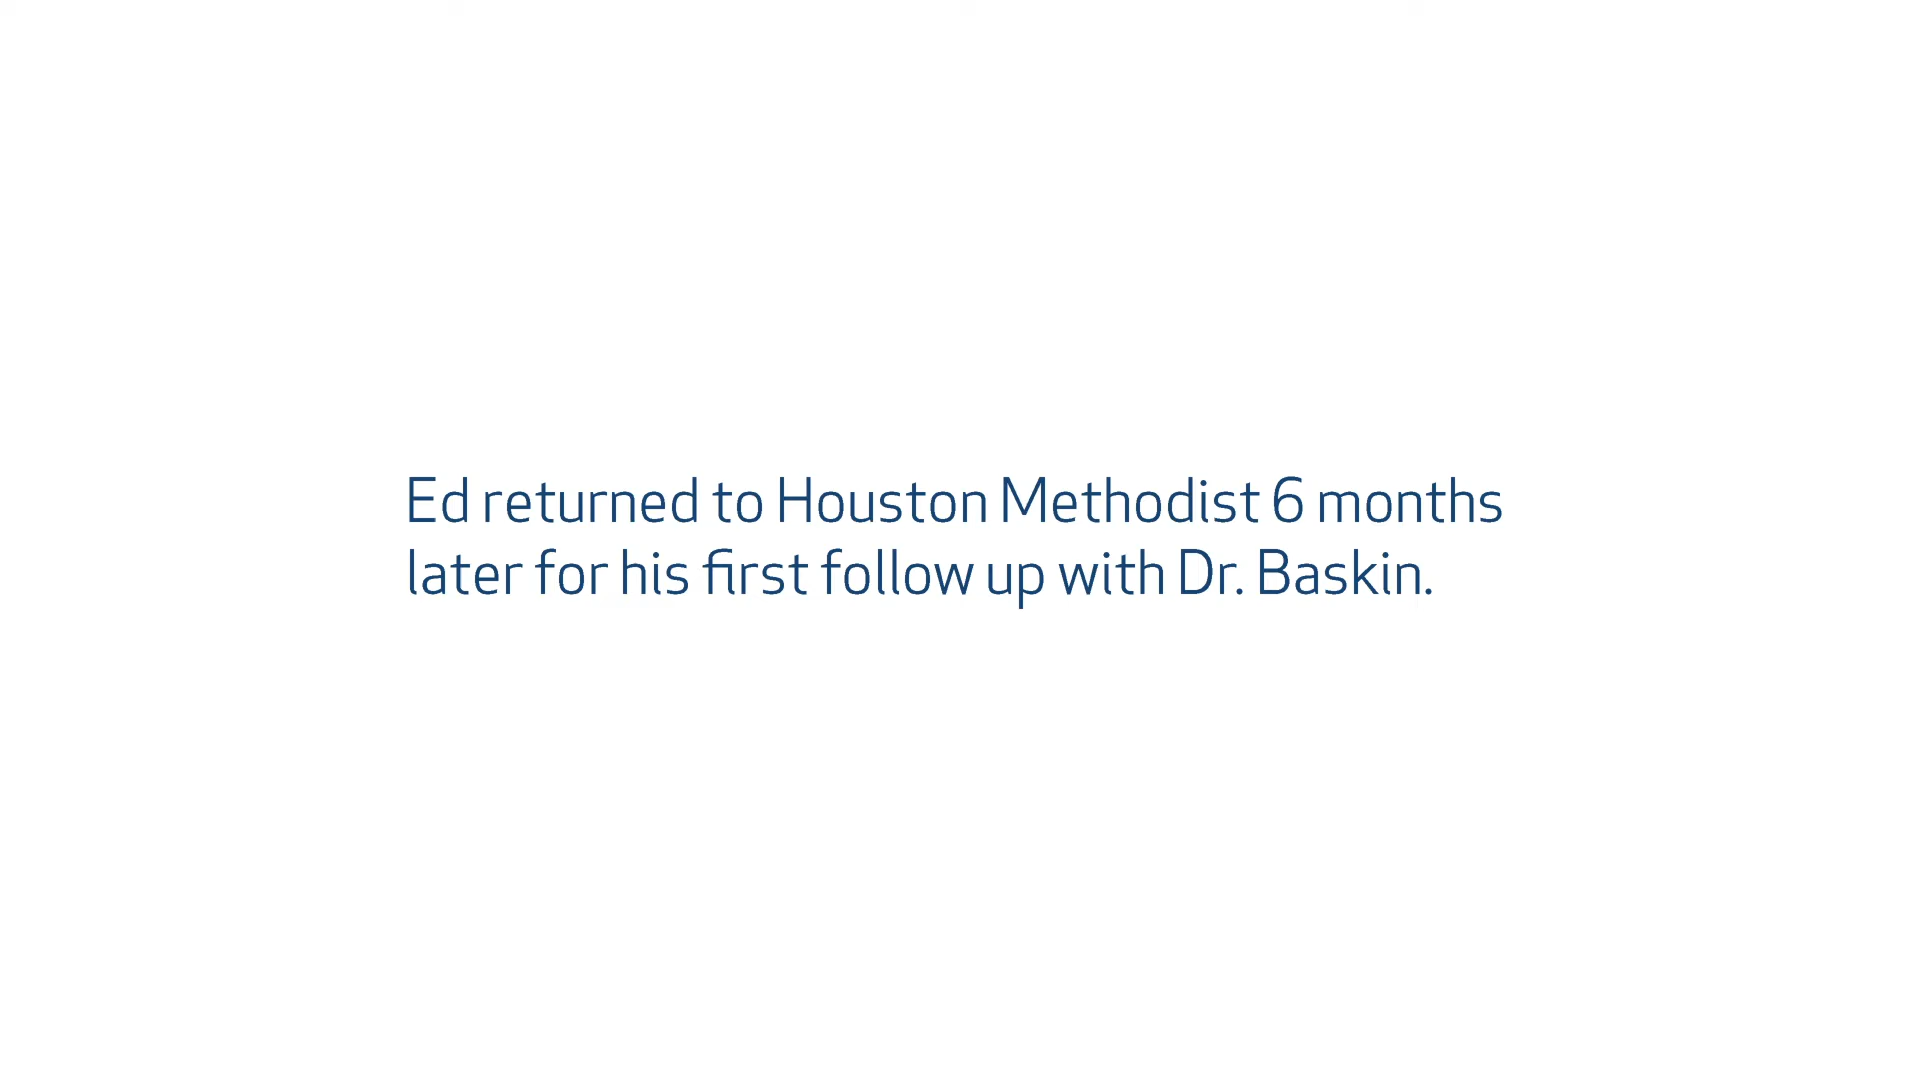 Ed returned to Houston Methodist 6 months
later for his first follow up with Dr. Baskin.